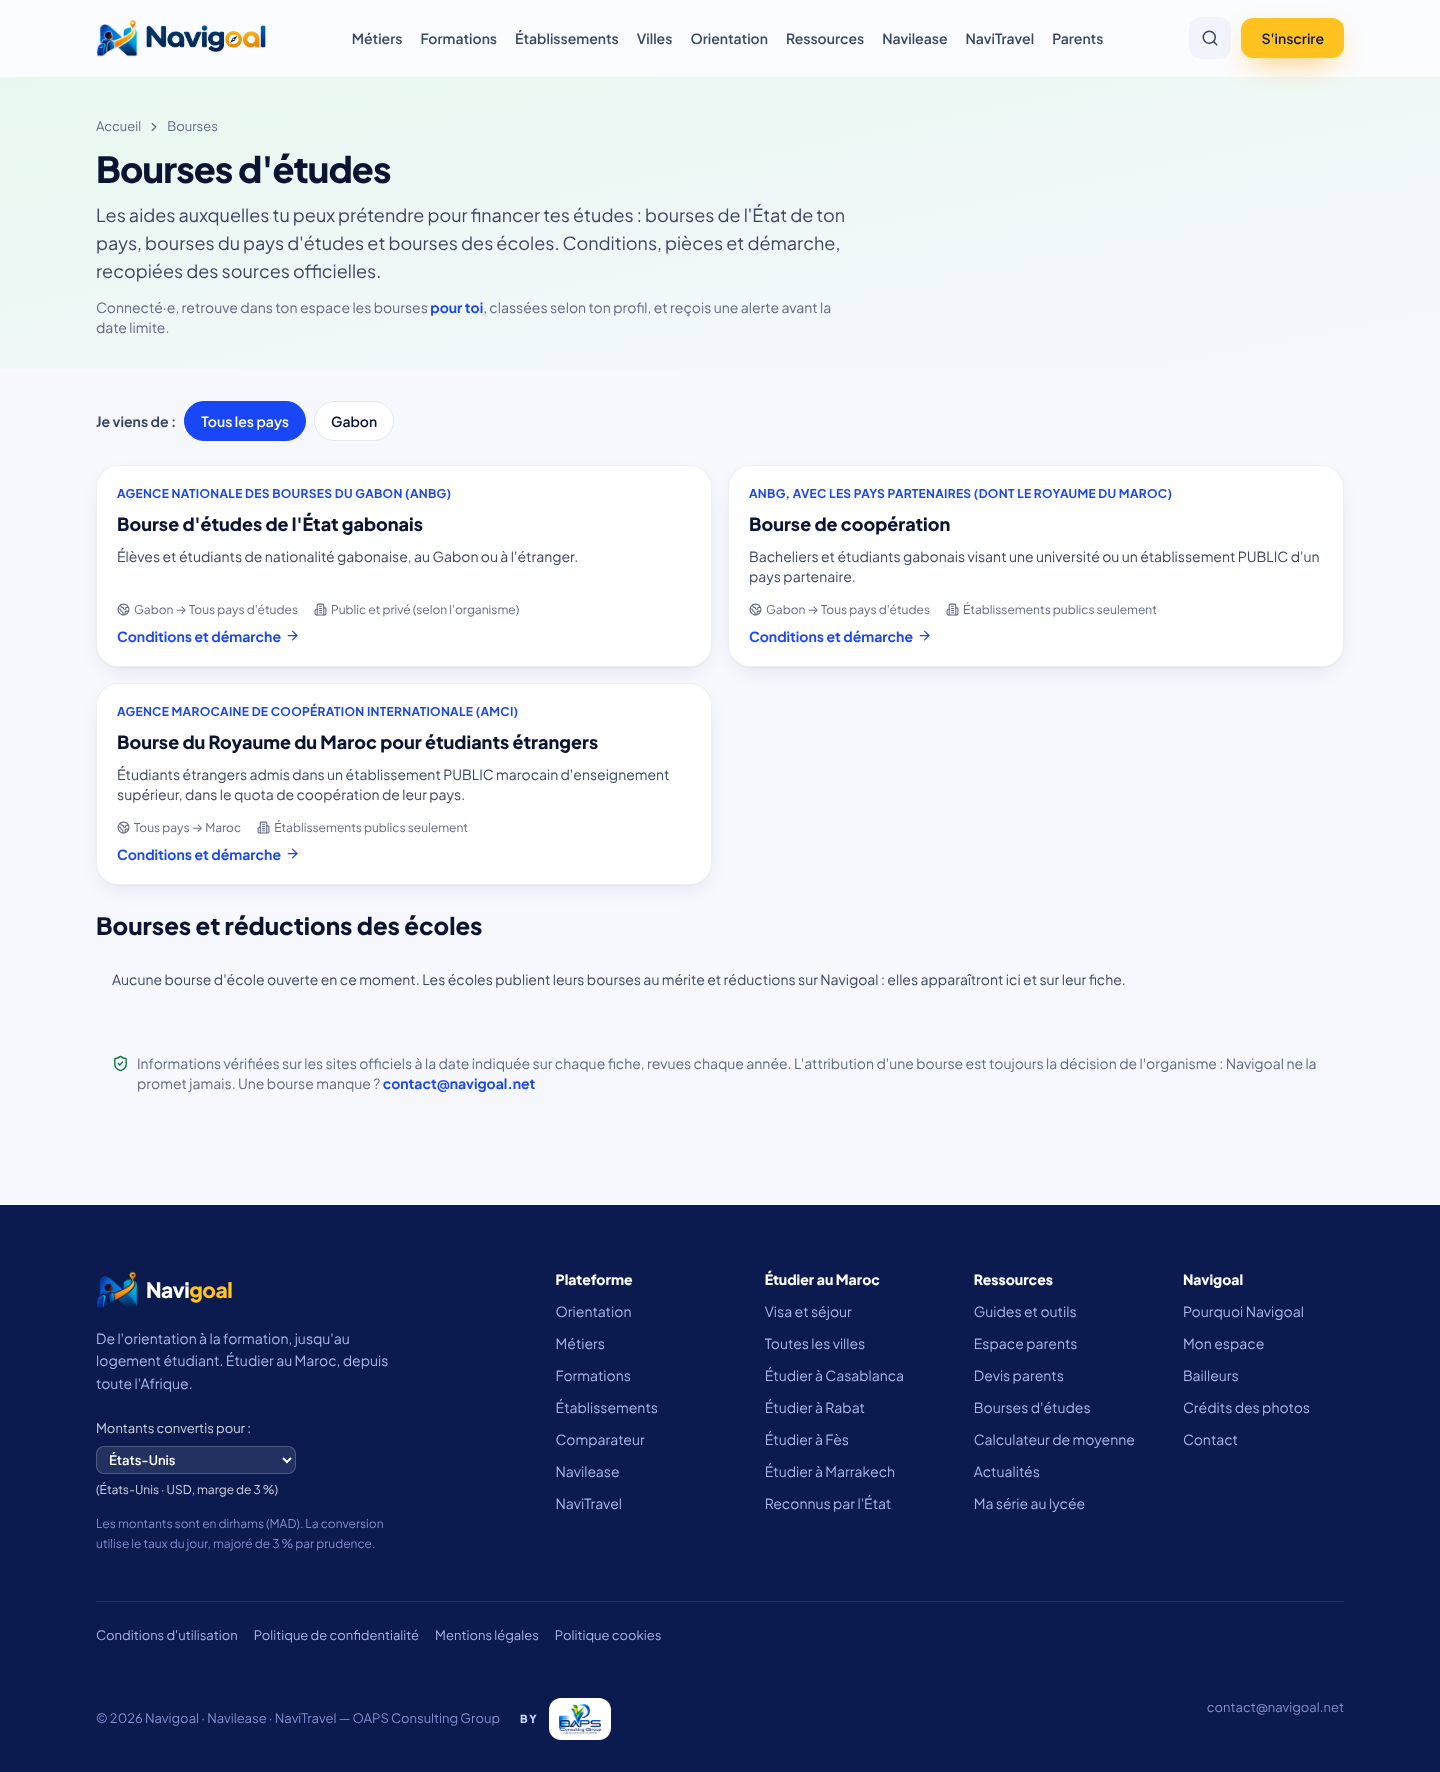 Navigoal
Métiers Formations Établissements Villes Orientation Ressources Navilease NaviTravel Parents
S'inscrire
Accueil > Bourses
Bourses d'études
Les aides auxquelles tu peux prétendre pour financer tes études : bourses de l'État de ton
pays, bourses du pays d'études et bourses des écoles. Conditions, pièces et démarche,
recopiées des sources officielles.
Connecté·e, retrouve dans ton espace les bourses pour toi, classées selon ton profil, et reçois une alerte avant la
date limite.
Je viens de : Tous les pays Gabon
AGENCE NATIONALE DES BOURSES DU GABON (ANBG)
Bourse d'études de l'État gabonais
Élèves et étudiants de nationalité gabonaise, au Gabon ou à l'étranger.
Gabon → Tous pays d'études Public et privé (selon l'organisme)
Conditions et démarche →
ANBG, AVEC LES PAYS PARTENAIRES (DONT LE ROYAUME DU MAROC)
Bourse de coopération
Bacheliers et étudiants gabonais visant une université ou un établissement PUBLIC d'un
pays partenaire.
Gabon → Tous pays d'études Établissements publics seulement
Conditions et démarche →
AGENCE MAROCAINE DE COOPÉRATION INTERNATIONALE (AMCI)
Bourse du Royaume du Maroc pour étudiants étrangers
Étudiants étrangers admis dans un établissement PUBLIC marocain d'enseignement
supérieur, dans le quota de coopération de leur pays.
Tous pays → Maroc Établissements publics seulement
Conditions et démarche →
Bourses et réductions des écoles
Aucune bourse d'école ouverte en ce moment. Les écoles publient leurs bourses au mérite et réductions sur Navigoal : elles apparaîtront ici et sur leur fiche.
Informations vérifiées sur les sites officiels à la date indiquée sur chaque fiche, revues chaque année. L'attribution d'une bourse est toujours la décision de l'organisme : Navigoal ne la
promet jamais. Une bourse manque ? contact@navigoal.net
Navigoal
De l'orientation à la formation, jusqu'au
logement étudiant. Étudier au Maroc, depuis
toute l'Afrique.
Montants convertis pour :
États-Unis
(États-Unis · USD, marge de 3 %)
Les montants sont en dirhams (MAD). La conversion
utilise le taux du jour, majoré de 3 % par prudence.
Plateforme
Orientation
Métiers
Formations
Établissements
Comparateur
Navilease
NaviTravel
Étudier au Maroc
Visa et séjour
Toutes les villes
Étudier à Casablanca
Étudier à Rabat
Étudier à Fès
Étudier à Marrakech
Reconnus par l'État
Ressources
Guides et outils
Espace parents
Devis parents
Bourses d'études
Calculateur de moyenne
Actualités
Ma série au lycée
Navigoal
Pourquoi Navigoal
Mon espace
Bailleurs
Crédits des photos
Contact
Conditions d'utilisation Politique de confidentialité Mentions légales Politique cookies
© 2026 Navigoal · Navilease · NaviTravel — OAPS Consulting Group BY
OAPS
Consulting Group
contact@navigoal.net